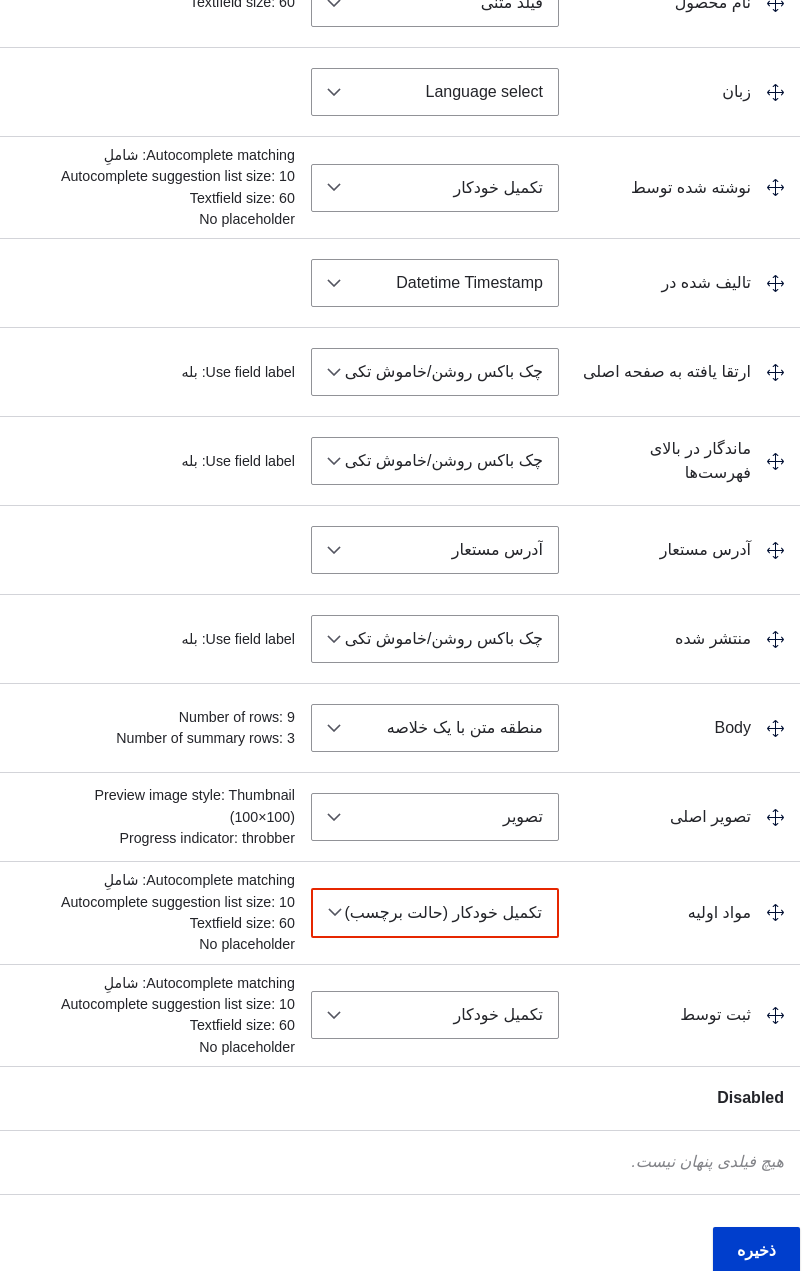 نام محصول
فیلد متنی
Textfield size: 60
زبان
Language select
نوشته شده توسط
تکمیل خودکار
Autocomplete matching: شاملِ
Autocomplete suggestion list size: 10
Textfield size: 60
No placeholder
تالیف شده در
Datetime Timestamp
ارتقا یافته به صفحه اصلی
چک باکس روشن/خاموش تکی
Use field label: بله
ماندگار در بالای
فهرست‌ها
چک باکس روشن/خاموش تکی
Use field label: بله
آدرس مستعار
آدرس مستعار
منتشر شده
چک باکس روشن/خاموش تکی
Use field label: بله
Body
منطقه متن با یک خلاصه
Number of rows: 9
Number of summary rows: 3
تصویر اصلی
تصویر
Preview image style: Thumbnail
(100×100)
Progress indicator: throbber
مواد اولیه
تکمیل خودکار (حالت برچسب)
Autocomplete matching: شاملِ
Autocomplete suggestion list size: 10
Textfield size: 60
No placeholder
ثبت توسط
تکمیل خودکار
Autocomplete matching: شاملِ
Autocomplete suggestion list size: 10
Textfield size: 60
No placeholder
Disabled
هیچ فیلدی پنهان نیست.
ذخیره